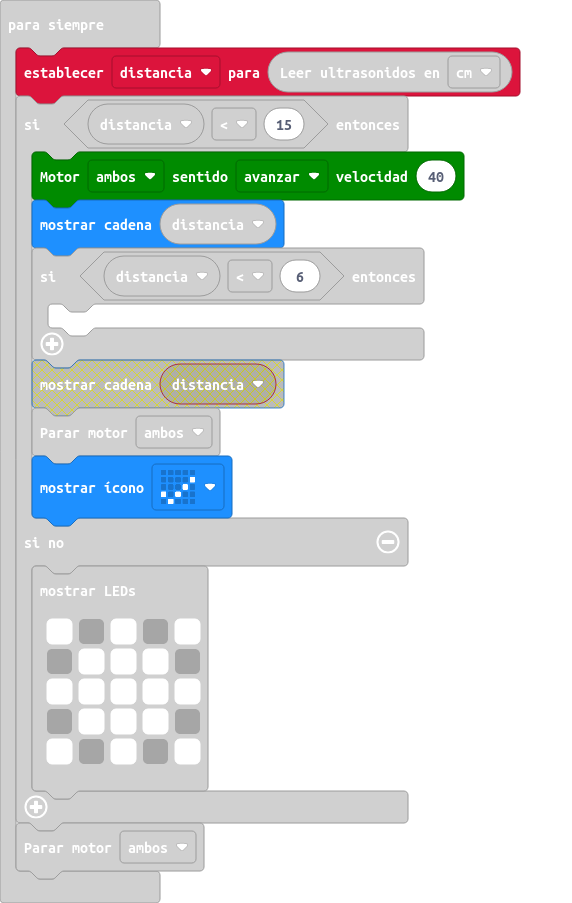 para siempre
establecer distancia para Leer ultrasonidos en cm
si distancia < 15 entonces
Motor ambos sentido avanzar velocidad 40
mostrar cadena distancia
si distancia < 6 entonces
mostrar cadena distancia
Parar motor ambos
mostrar ícono
si no
mostrar LEDs
Parar motor ambos